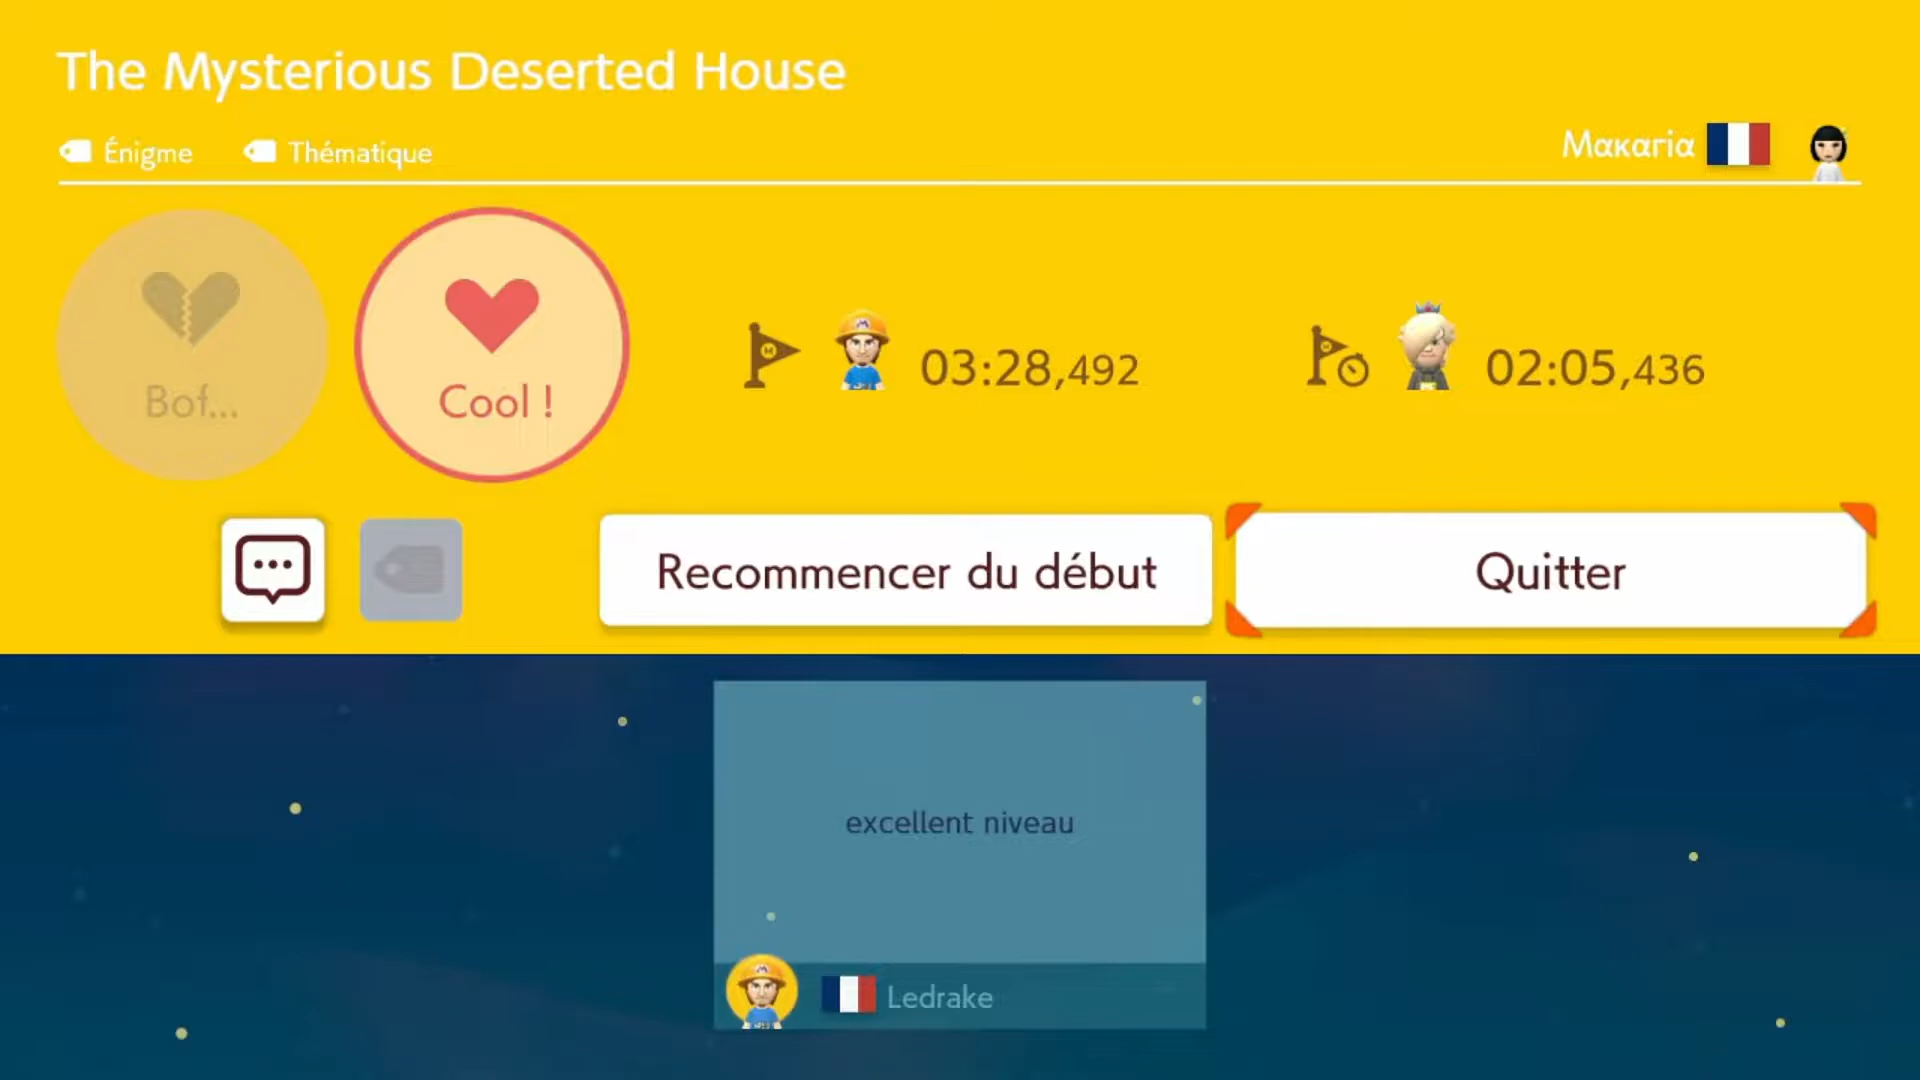 The Mysterious Deserted House
Énigme Thématique
Μακαria
Bof...
Cool !
03:28,492
02:05,436
Recommencer du début
Quitter
excellent niveau
Ledrake